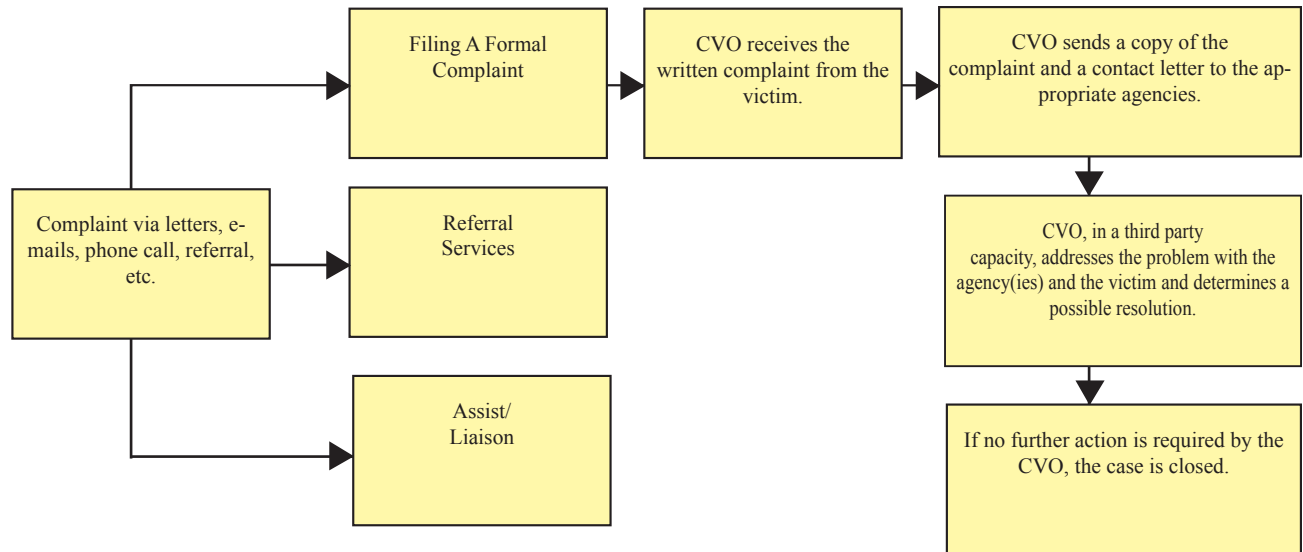 Filing A Formal
Complaint
CVO receives the
written complaint from the
victim.
CVO sends a copy of the
complaint and a contact letter to the ap-
propriate agencies.
Complaint via letters, e-
mails, phone call, referral,
etc.
Referral
Services
CVO, in a third party
capacity, addresses the problem with the
agency(ies) and the victim and determines a
possible resolution.
Assist/
Liaison
If no further action is required by the
CVO, the case is closed.